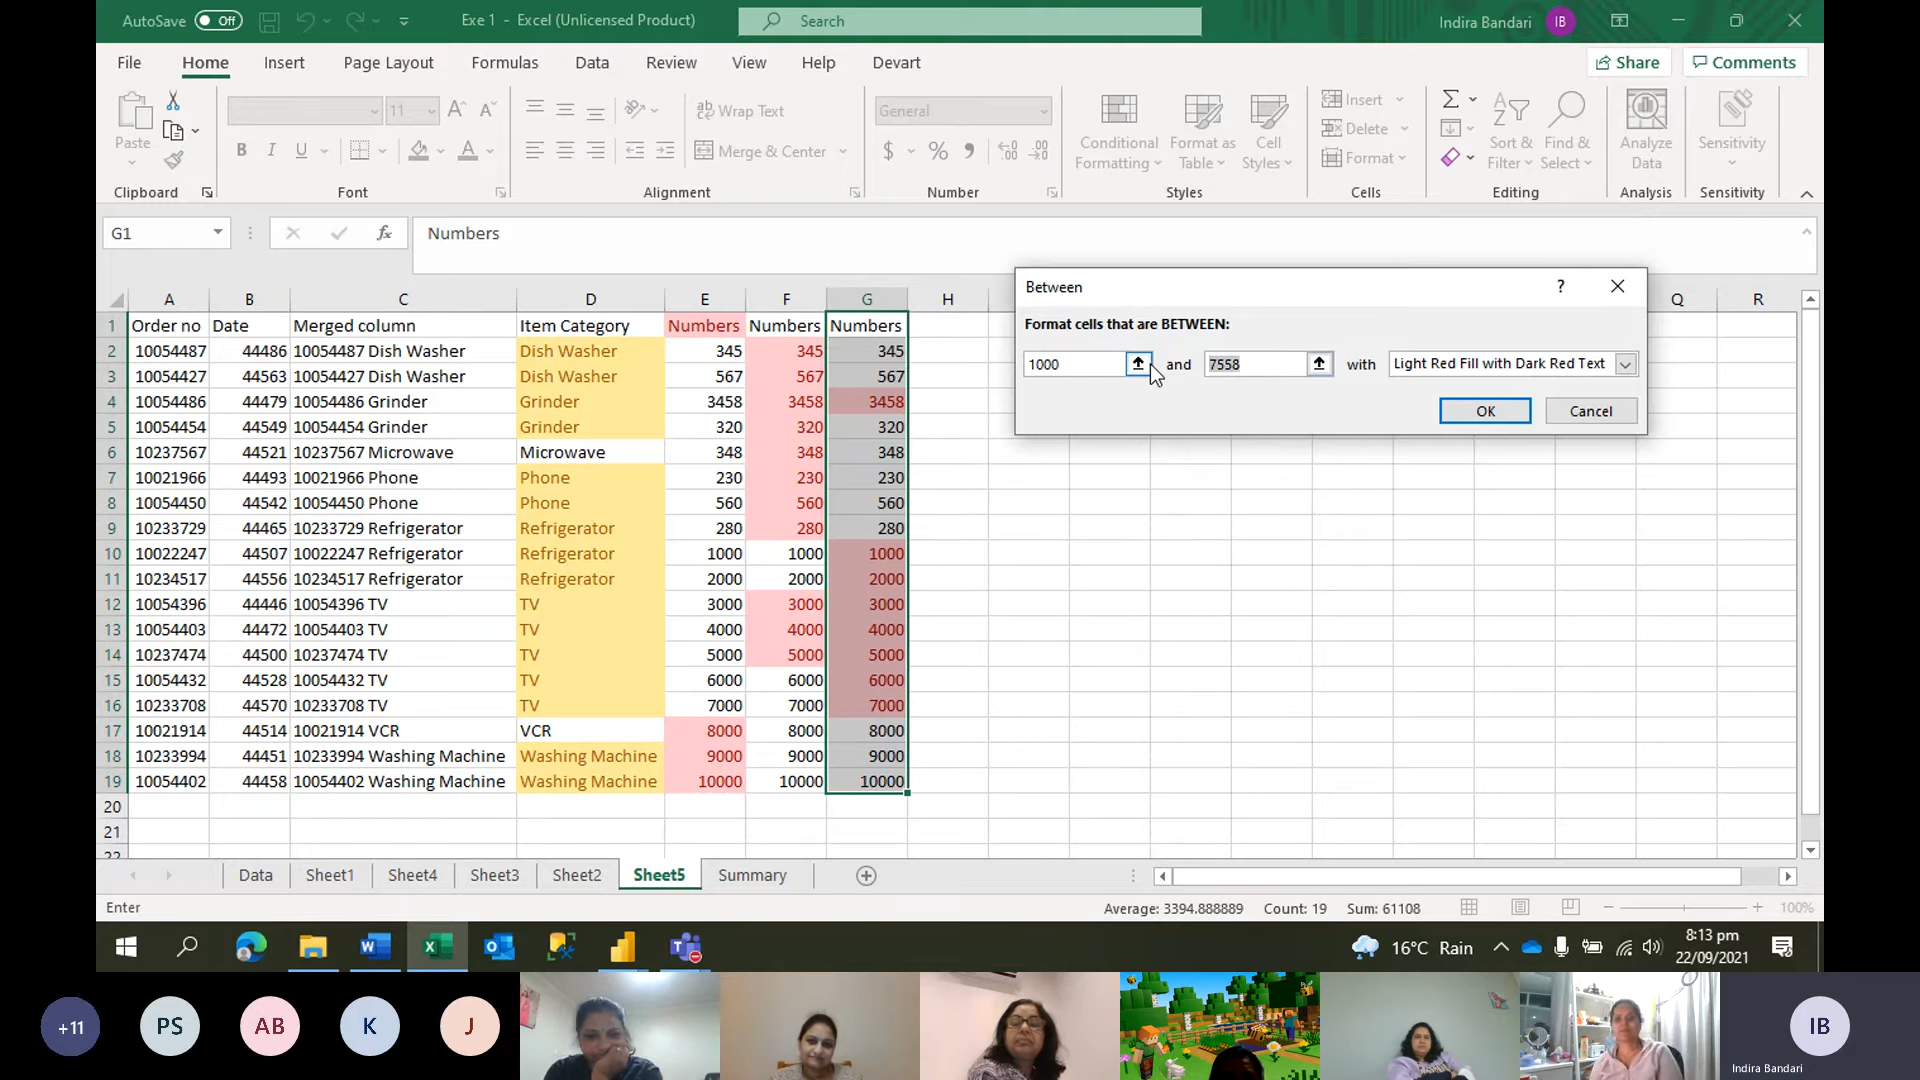 AutoSave Off Exe 1 - Excel (Unlicensed Product) Search Indira Bandari IB
File Home Insert Page Layout Formulas Data Review View Help Devart Share Comments
Paste
11
B I U
ab Wrap Text
Merge & Center
General
$ % 9
Conditional Formatting
Format as Table
Cell Styles
Insert
Delete
Format
Sort & Filter
Find & Select
Analyze Data
Sensitivity
Clipboard Font Alignment Number Styles Cells Editing Analysis Sensitivity
G1 fx Numbers
Between ?
Format cells that are BETWEEN:
1000 and 7558 with Light Red Fill with Dark Red Text
OK Cancel
A B C D E F G H Q R
1 Order no Date Merged column Item Category Numbers Numbers Numbers
2 10054487 44486 10054487 Dish Washer Dish Washer 345 345 345
3 10054427 44563 10054427 Dish Washer Dish Washer 567 567 567
4 10054486 44479 10054486 Grinder Grinder 3458 3458 3458
5 10054454 44549 10054454 Grinder Grinder 320 320 320
6 10237567 44521 10237567 Microwave Microwave 348 348 348
7 10021966 44493 10021966 Phone Phone 230 230 230
8 10054450 44542 10054450 Phone Phone 560 560 560
9 10233729 44465 10233729 Refrigerator Refrigerator 280 280 280
10 10022247 44507 10022247 Refrigerator Refrigerator 1000 1000 1000
11 10234517 44556 10234517 Refrigerator Refrigerator 2000 2000 2000
12 10054396 44446 10054396 TV TV 3000 3000 3000
13 10054403 44472 10054403 TV TV 4000 4000 4000
14 10237474 44500 10237474 TV TV 5000 5000 5000
15 10054432 44528 10054432 TV TV 6000 6000 6000
16 10233708 44570 10233708 TV TV 7000 7000 7000
17 10021914 44514 10021914 VCR VCR 8000 8000 8000
18 10233994 44451 10233994 Washing Machine Washing Machine 9000 9000 9000
19 10054402 44458 10054402 Washing Machine Washing Machine 10000 10000 10000
20
21
22
Data Sheet1 Sheet4 Sheet3 Sheet2 Sheet5 Summary
Enter Average: 3394.888889 Count: 19 Sum: 61108 100%
16°C Rain 8:13 pm
22/09/2021
+11 PS AB K J IB
Indira Bandari